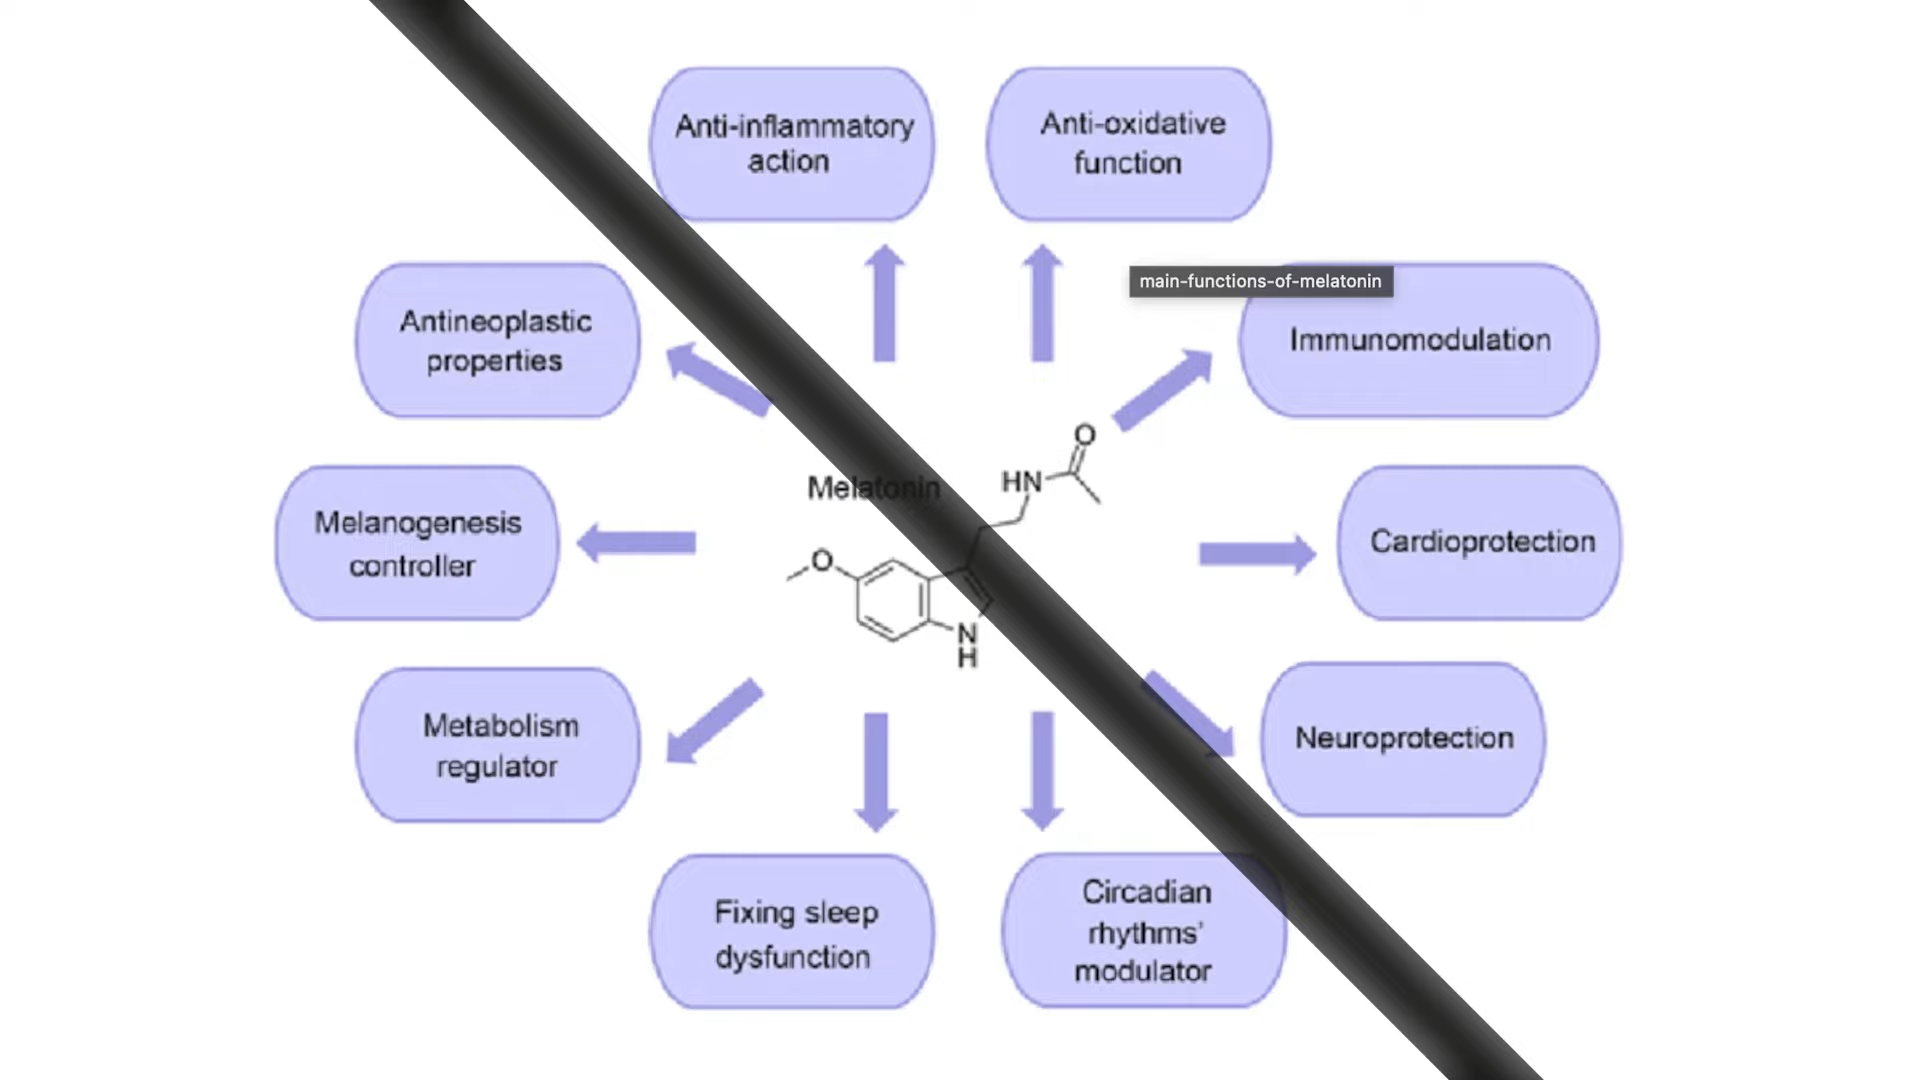 Anti-inflammatory
action
Anti-oxidative
function
main-functions-of-melatonin
Antineoplastic
properties
Immunomodulation
Melatonin
O
HN
Melanogenesis
controller
Cardioprotection
O
N
H
Metabolism
regulator
Neuroprotection
Fixing sleep
dysfunction
Circadian
rhythms’
modulator